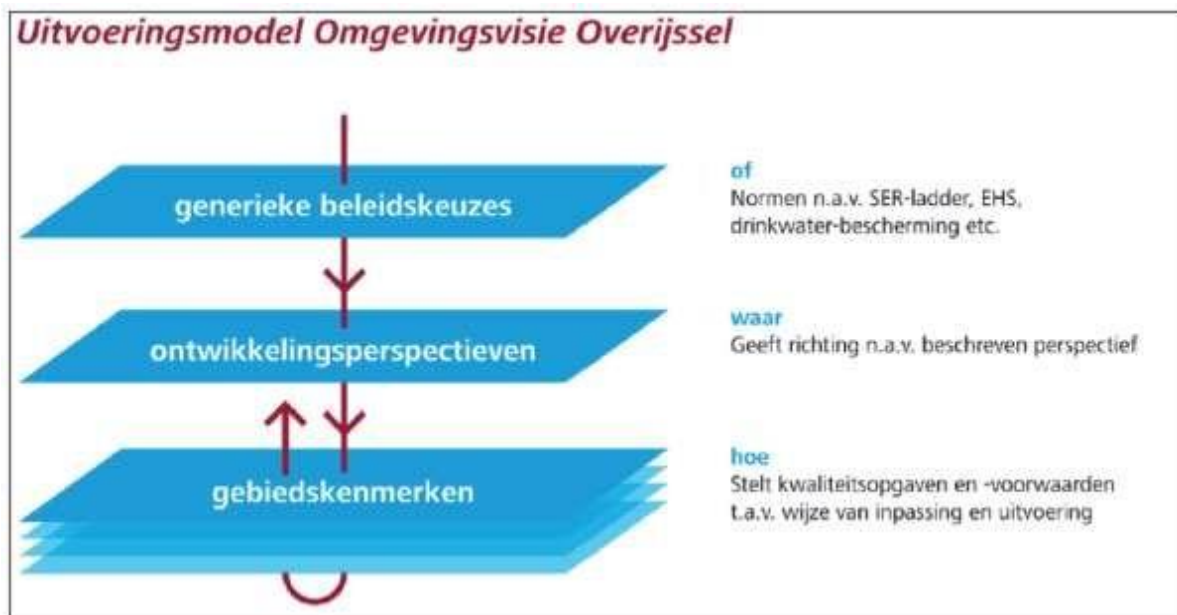 Uitvoeringsmodel Omgevingsvisie Overijssel
generieke beleidskeuzes
of
Normen n.a.v. SER-ladder, EHS,
drinkwater-bescherming etc.
ontwikkelingsperspectieven
waar
Geeft richting n.a.v. beschreven perspectief
gebiedskenmerken
hoe
Stelt kwaliteitsopgaven en -voorwaarden
t.a.v. wijze van inpassing en uitvoering